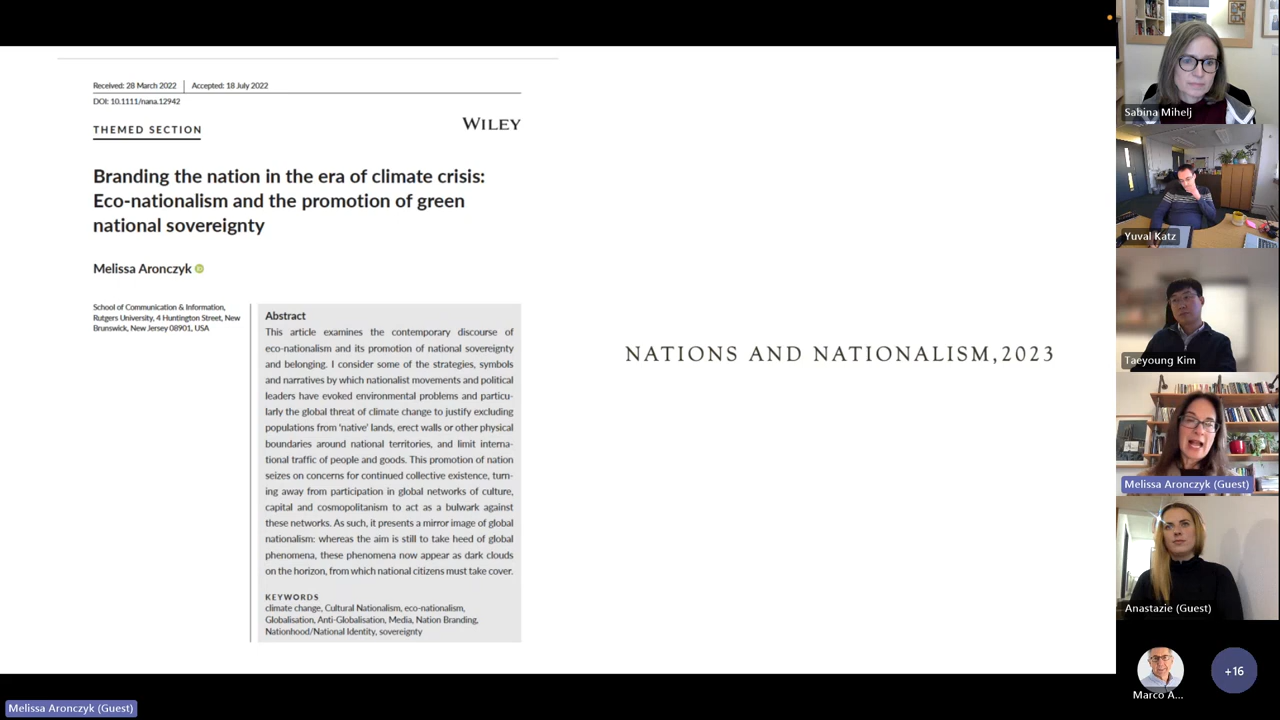 Received: 28 March 2022 | Accepted: 18 July 2022
DOI: 10.1111/nana.12942
THEMED SECTION
WILEY
Branding the nation in the era of climate crisis:
Eco-nationalism and the promotion of green
national sovereignty
Melissa Aronczyk
School of Communication & Information,
Rutgers University, 4 Huntington Street, New
Brunswick, New Jersey 08901, USA
Abstract
This article examines the contemporary discourse of
eco-nationalism and its promotion of national sovereignty
and belonging. I consider some of the strategies, symbols
and narratives by which nationalist movements and political
leaders have evoked environmental problems and particu-
larly the global threat of climate change to justify excluding
populations from 'native' lands, erect walls or other physical
boundaries around national territories, and limit interna-
tional traffic of people and goods. This promotion of nation
seizes on concerns for continued collective existence, turn-
ing away from participation in global networks of culture,
capital and cosmopolitanism to act as a bulwark against
these networks. As such, it presents a mirror image of global
nationalism: whereas the aim is still to take heed of global
phenomena, these phenomena now appear as dark clouds
on the horizon, from which national citizens must take cover.
KEYWORDS
climate change, Cultural Nationalism, eco-nationalism,
Globalisation, Anti-Globalisation, Media, Nation Branding,
Nationhood/National Identity, sovereignty
NATIONS AND NATIONALISM, 2023
Sabina Mihelj
Yuval Katz
Taeyoung Kim
Melissa Aronczyk (Guest)
Anastazie (Guest)
Marco A...
+16
Melissa Aronczyk (Guest)